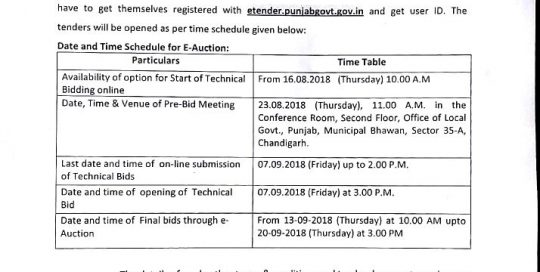 have to get themselves registered with etender.punjabgovt.gov.in and get user ID. The
tenders will be opened as per time schedule given below:
Date and Time Schedule for E-Auction:
Particulars Time Table
Availability of option for Start of Technical From 16.08.2018 (Thursday) 10.00 A.M
Bidding online
Date, Time & Venue of Pre-Bid Meeting 23.08.2018 (Thursday), 11.00 A.M. in the
Conference Room, Second Floor, Office of Local
Govt., Punjab, Municipal Bhawan, Sector 35-A,
Chandigarh.
Last date and time of on-line submission 07.09.2018 (Friday) up to 2.00 P.M.
of Technical Bids
Date and time of opening of Technical 07.09.2018 (Friday) at 3.00 P.M.
Bid
Date and time of Final bids through e- From 13-09-2018 (Thursday) at 10.00 AM upto
Auction 20-09-2018 (Thursday) at 3.00 PM